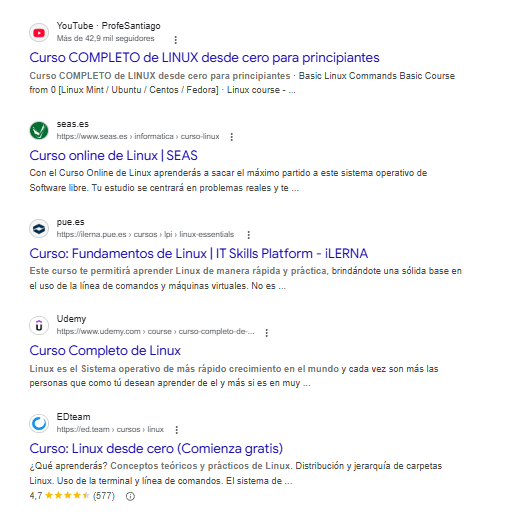 YouTube · ProfeSantiago
Más de 42,9 mil seguidores
Curso COMPLETO de LINUX desde cero para principiantes
Curso COMPLETO de LINUX desde cero para principiantes · Basic Linux Commands Basic Course
from 0 [Linux Mint / Ubuntu / Centos / Fedora] · Linux course - ...
seas.es
https://www.seas.es › informatica › curso-linux
Curso online de Linux | SEAS
Con el Curso Online de Linux aprenderás a sacar el máximo partido a este sistema operativo de
Software libre. Tu estudio se centrará en problemas reales y te ...
pue.es
https://ilerna.pue.es › cursos › lpi › linux-essentials
Curso: Fundamentos de Linux | IT Skills Platform - iLERNA
Este curso te permitirá aprender Linux de manera rápida y práctica, brindándote una sólida base en
el uso de la línea de comandos y máquinas virtuales. No es ...
Udemy
https://www.udemy.com › course › curso-completo-de-...
Curso Completo de Linux
Linux es el Sistema operativo de más rápido crecimiento en el mundo y cada vez son más las
personas que como tú desean aprender de el y más si es en muy ...
EDteam
https://ed.team › cursos › linux
Curso: Linux desde cero (Comienza gratis)
¿Qué aprenderás? Conceptos teóricos y prácticos de Linux. Distribución y jerarquía de carpetas
Linux. Uso de la terminal y línea de comandos. El sistema de ...
4,7 ★★★★★ (577)